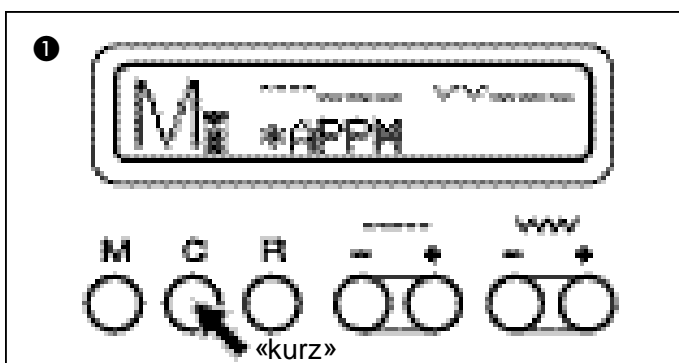 ❶
M *APPM
M C R - + - +
«kurz»